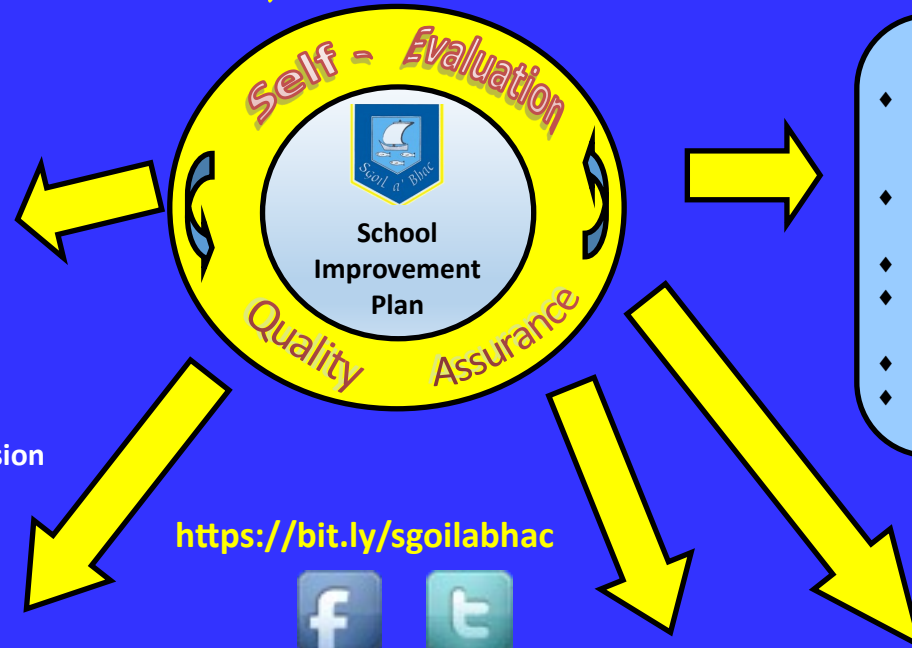 Self - Evaluation
Sgoil a' Bhac
School
Improvement
Plan
Quality Assurance
sion
https://bit.ly/sgoilabhac
f t